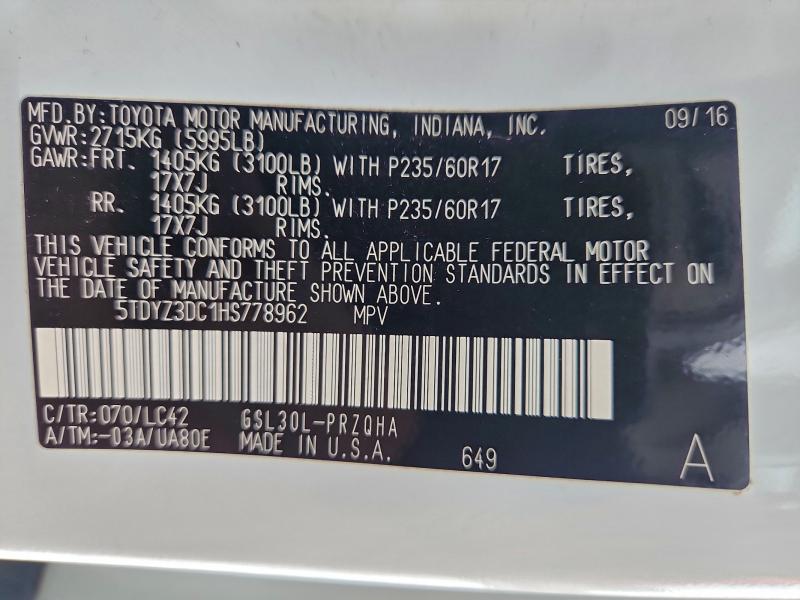 MFD.BY:TOYOTA MOTOR MANUFACTURING, INDIANA, INC. 09/16
GVWR:2715KG (5995LB)
GAWR:FRT. 1405KG (3100LB) WITH P235/60R17 TIRES,
17X7J RIMS.
RR. 1405KG (3100LB) WITH P235/60R17 TIRES,
17X7J RIMS.
THIS VEHICLE CONFORMS TO ALL APPLICABLE FEDERAL MOTOR
VEHICLE SAFETY AND THEFT PREVENTION STANDARDS IN EFFECT ON
THE DATE OF MANUFACTURE SHOWN ABOVE.
5TDYZ3DC1HS778962 MPV
C/TR:070/LC42 GSL30L-PRZQHA
A/TM:-03A/UA80E MADE IN U.S.A. 649 A